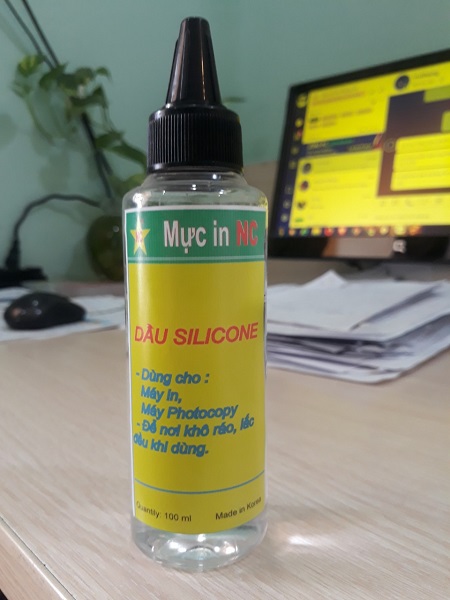 Mực in NC
DẦU SILICONE
- Dùng cho :
Máy in,
Máy Photocopy
- Để nơi khô ráo, lắc
đều khi dùng.
Quantity: 100 ml
Made in Korea